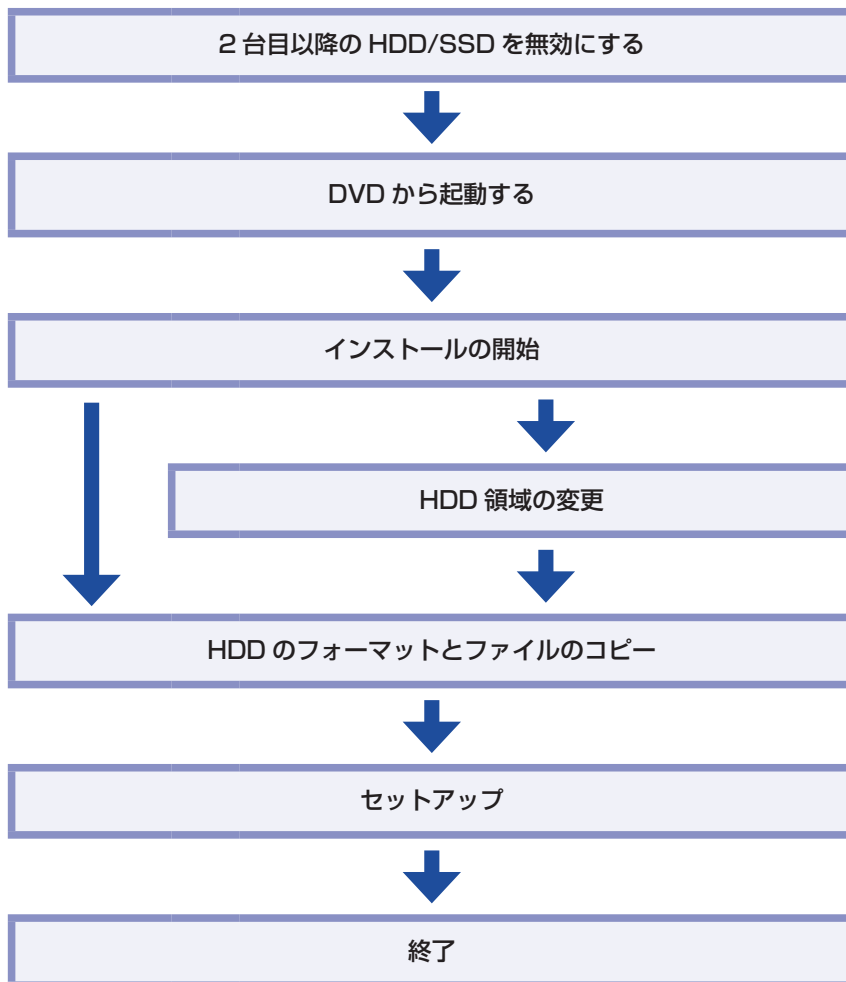 2台目以降の HDD/SSD を無効にする
DVD から起動する
インストールの開始
HDD 領域の変更
HDD のフォーマットとファイルのコピー
セットアップ
終了